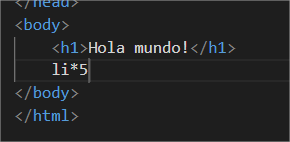 </head>
<body>
<h1>Hola mundo!</h1>
li*5
</body>
</html>